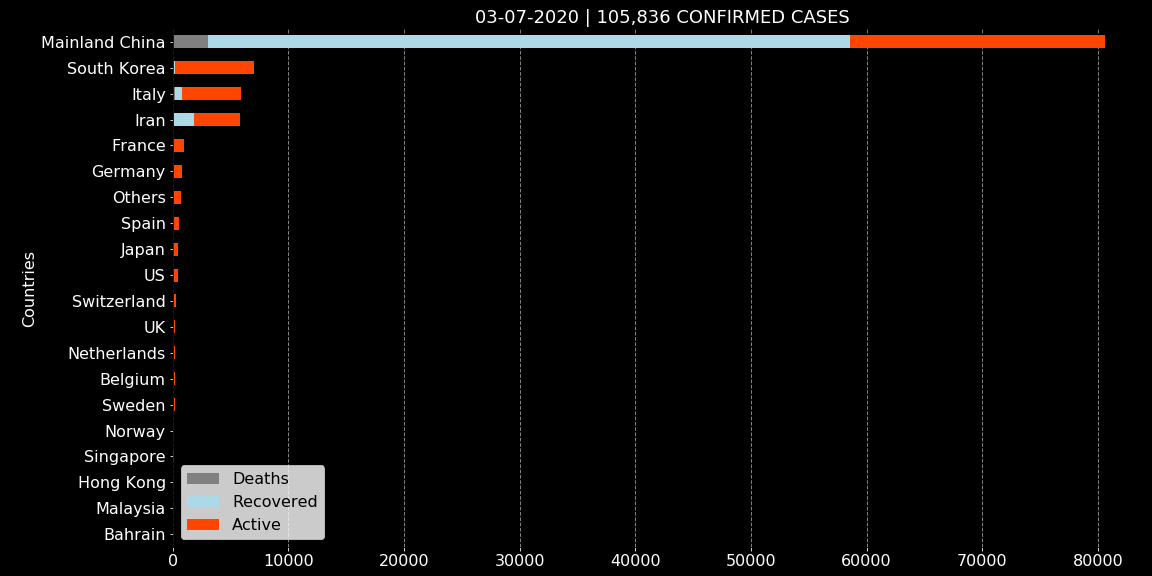 03-07-2020 | 105,836 CONFIRMED CASES
Countries
Mainland China
South Korea
Italy
Iran
France
Germany
Others
Spain
Japan
US
Switzerland
UK
Netherlands
Belgium
Sweden
Norway
Singapore
Hong Kong
Malaysia
Bahrain
Deaths
Recovered
Active
0 10000 20000 30000 40000 50000 60000 70000 80000